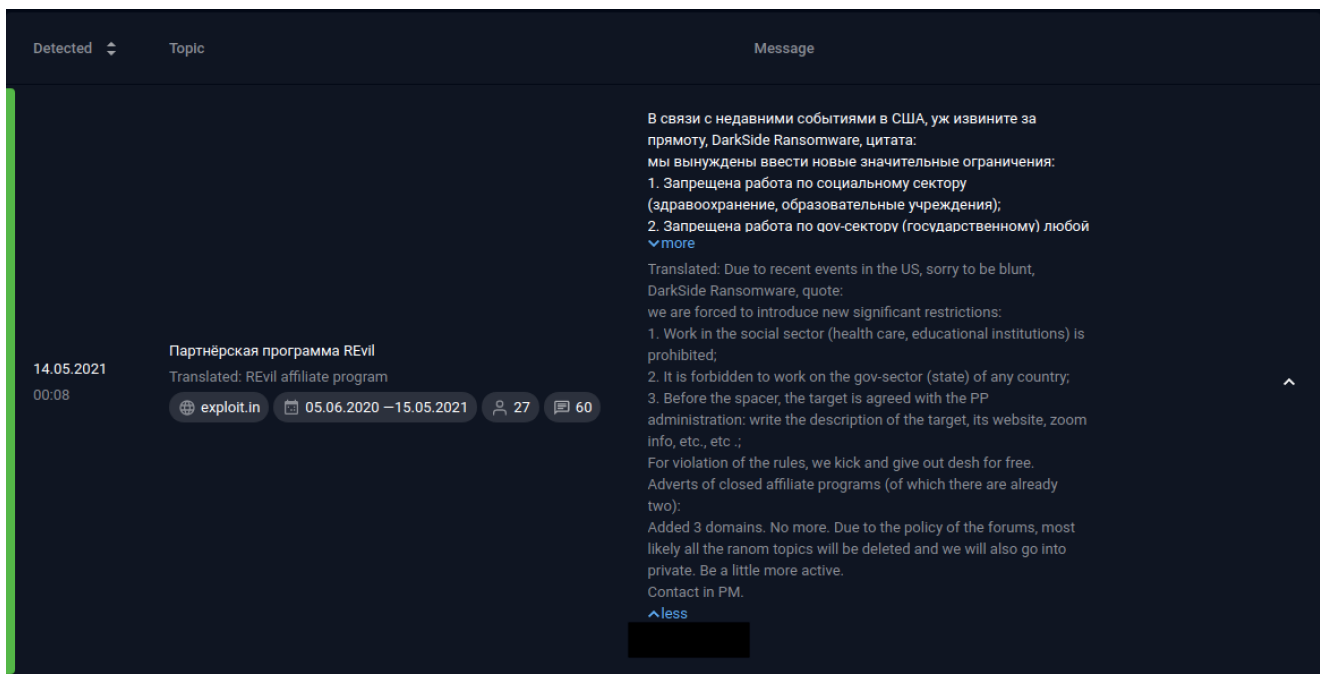 Detected
Topic
Message
В связи с недавними событиями в США, уж извините за
прямоту, DarkSide Ransomware, цитата:
мы вынуждены ввести новые значительные ограничения:
1. Запрещена работа по социальному сектору
(здравоохранение, образовательные учреждения);
2. Запрещена работа по gov-сектору (государственному) любой
more
Translated: Due to recent events in the US, sorry to be blunt,
DarkSide Ransomware, quote:
we are forced to introduce new significant restrictions:
1. Work in the social sector (health care, educational institutions) is
prohibited;
2. It is forbidden to work on the gov-sector (state) of any country;
3. Before the spacer, the target is agreed with the PP
administration: write the description of the target, its website, zoom
info, etc., etc .;
For violation of the rules, we kick and give out desh for free.
Adverts of closed affiliate programs (of which there are already
two):
Added 3 domains. No more. Due to the policy of the forums, most
likely all the ranom topics will be deleted and we will also go into
private. Be a little more active.
Contact in PM.
less
14.05.2021
00:08
Партнёрская программа REvil
Translated: REvil affiliate program
exploit.in 05.06.2020 —15.05.2021 27 60